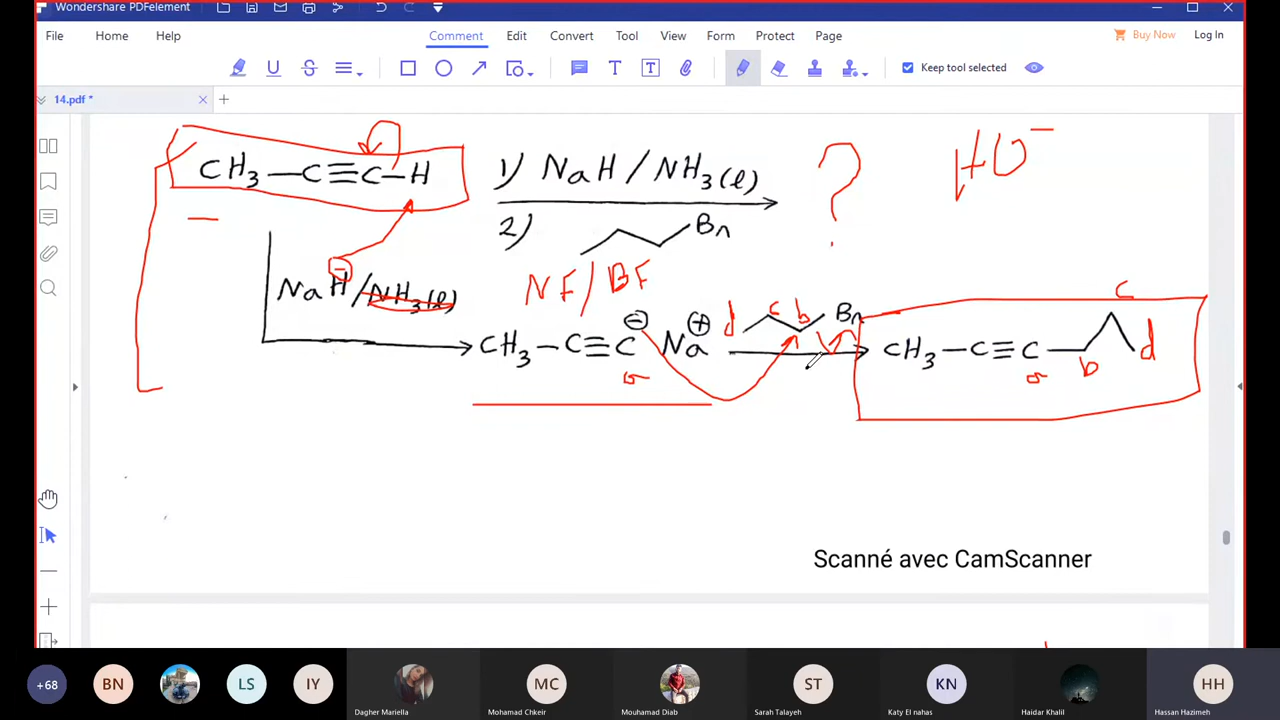 Wondershare PDFelement
File Home Help Comment Edit Convert Tool View Form Protect Page Buy Now Log In
Keep tool selected
14.pdf *
CH3—C≡C—H
1) NaH/NH3(l)
2) Br
?
HO−
NaH/NH3(l)
−
NF/BF
CH3—C≡C⊖ Na⊕
a
d c b Br
CH3—C≡C—
a b c d
Scanné avec CamScanner
+68 BN LS IY MC ST KN HH
Dagher Mariella Mohamad Chkeir Mouhamad Diab Sarah Talayeh Katy El nahas Haidar Khalil Hassan Hazimeh